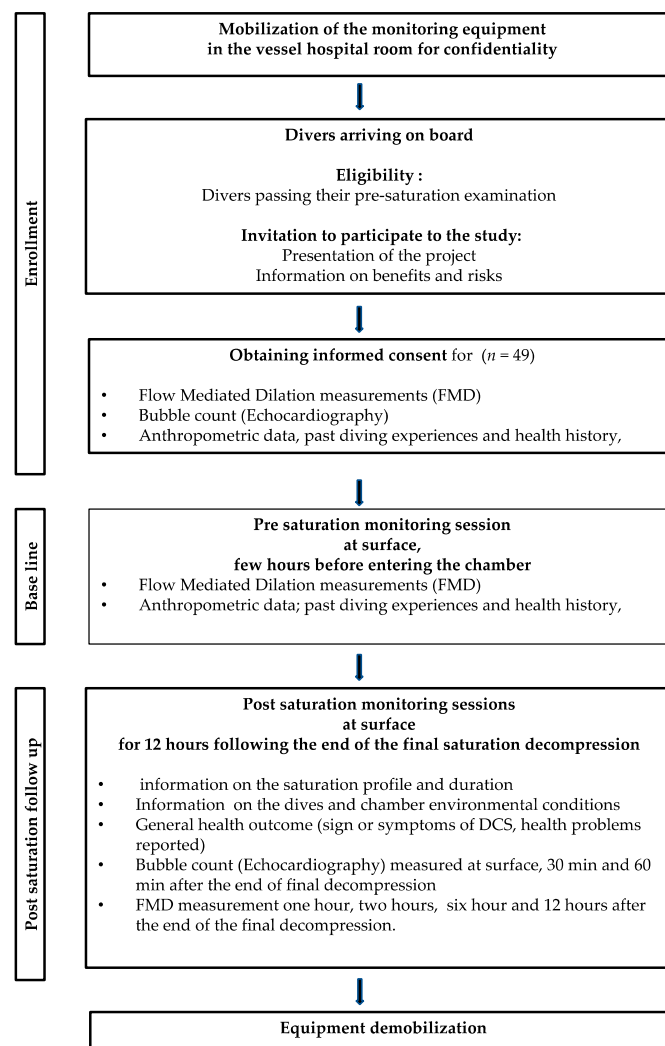 Mobilization of the monitoring equipment
in the vessel hospital room for confidentiality
Enrollment
Divers arriving on board
Eligibility :
Divers passing their pre-saturation examination
Invitation to participate to the study:
Presentation of the project
Information on benefits and risks
Obtaining informed consent for (n = 49)
• Flow Mediated Dilation measurements (FMD)
• Bubble count (Echocardiography)
• Anthropometric data, past diving experiences and health history,
Base line
Pre saturation monitoring session
at surface,
few hours before entering the chamber
• Flow Mediated Dilation measurements (FMD)
• Anthropometric data; past diving experiences and health history,
Post saturation follow up
Post saturation monitoring sessions
at surface
for 12 hours following the end of the final saturation decompression
• information on the saturation profile and duration
• Information on the dives and chamber environmental conditions
• General health outcome (sign or symptoms of DCS, health problems
reported)
• Bubble count (Echocardiography) measured at surface, 30 min and 60
min after the end of final decompression
• FMD measurement one hour, two hours, six hour and 12 hours after
the end of the final decompression.
Equipment demobilization